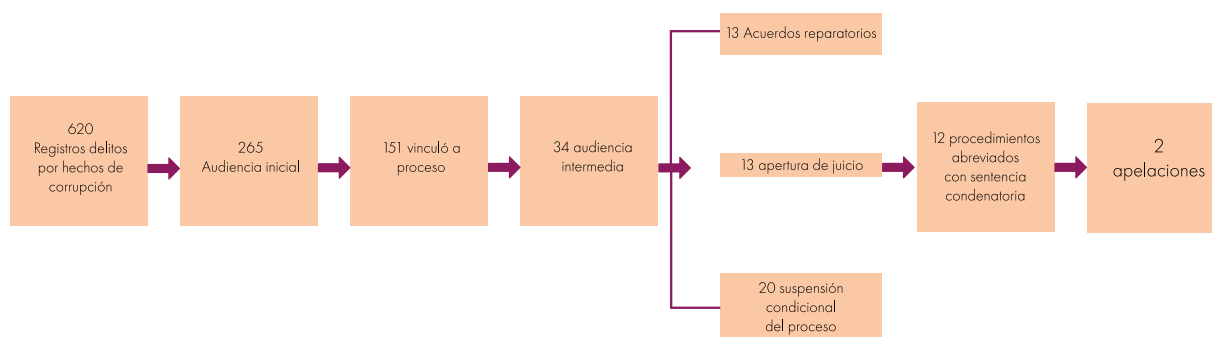 620
Registros delitos
por hechos de
corrupción
265
Audiencia inicial
151 vinculó a
proceso
34 audiencia
intermedia
13 Acuerdos reparatorios
13 apertura de juicio
20 suspensión
condicional
del proceso
12 procedimientos
abreviados
con sentencia
condenatoria
2
apelaciones